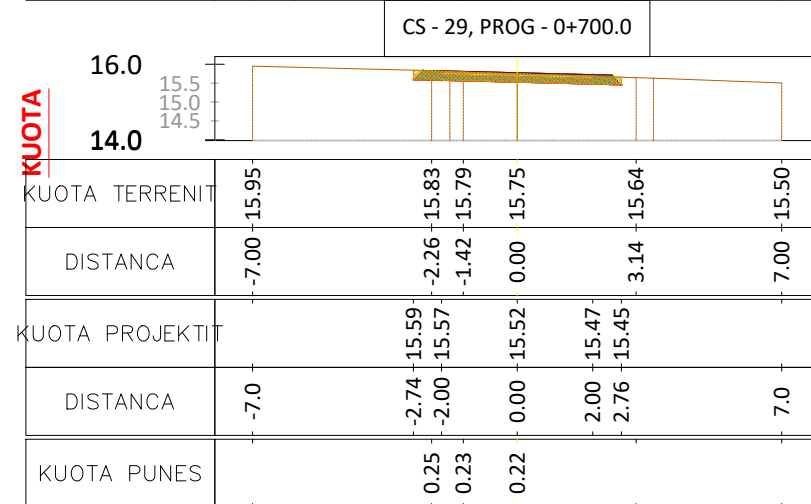 CS - 29, PROG - 0+700.0
KUOTA
16.0
15.5
15.0
14.5
14.0
KUOTA TERRENIT 15.95 15.83 15.79 15.75 15.64 15.50
DISTANCA -7.00 -2.26 -1.42 0.00 3.14 7.00
KUOTA PROJEKTIT 15.59 15.57 15.52 15.47 15.45
DISTANCA -7.0 -2.74 -2.00 0.00 2.00 2.76 7.0
KUOTA PUNES 0.25 0.23 0.22